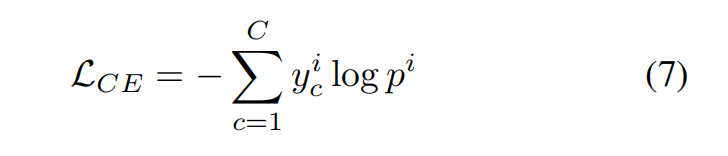 $\mathcal{L}_{CE} = -\sum_{c=1}^{C} y_c^i \log p^i$ (7)